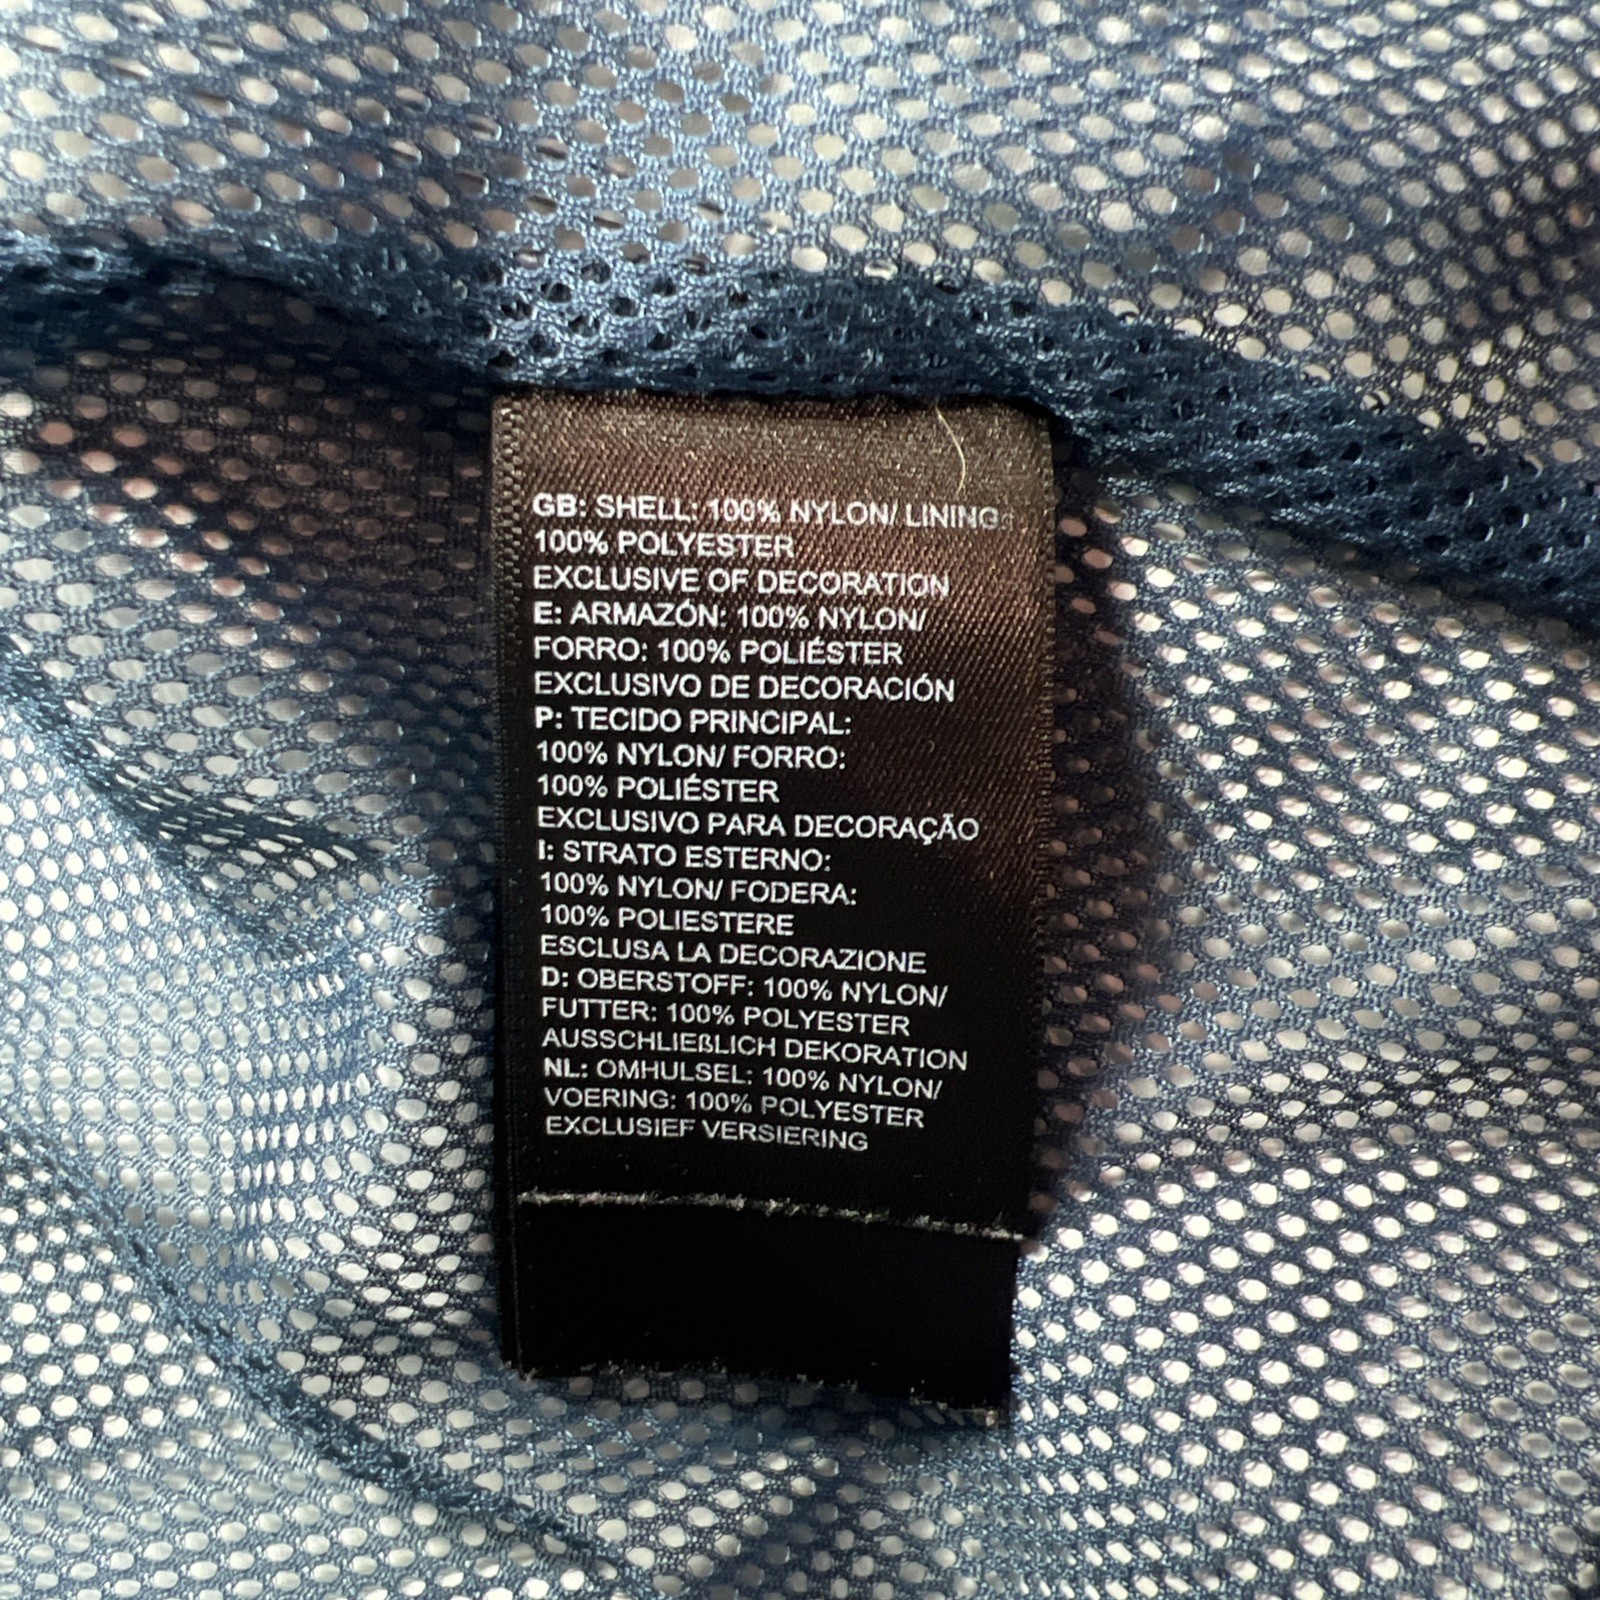 GB: SHELL: 100% NYLON/ LINING:
100% POLYESTER
EXCLUSIVE OF DECORATION
E: ARMAZÓN: 100% NYLON/
FORRO: 100% POLIÉSTER
EXCLUSIVO DE DECORACIÓN
P: TECIDO PRINCIPAL:
100% NYLON/ FORRO:
100% POLIÉSTER
EXCLUSIVO PARA DECORAÇÃO
I: STRATO ESTERNO:
100% NYLON/ FODERA:
100% POLIESTERE
ESCLUSA LA DECORAZIONE
D: OBERSTOFF: 100% NYLON/
FUTTER: 100% POLYESTER
AUSSCHLIEßLICH DEKORATION
NL: OMHULSEL: 100% NYLON/
VOERING: 100% POLYESTER
EXCLUSIEF VERSIERING